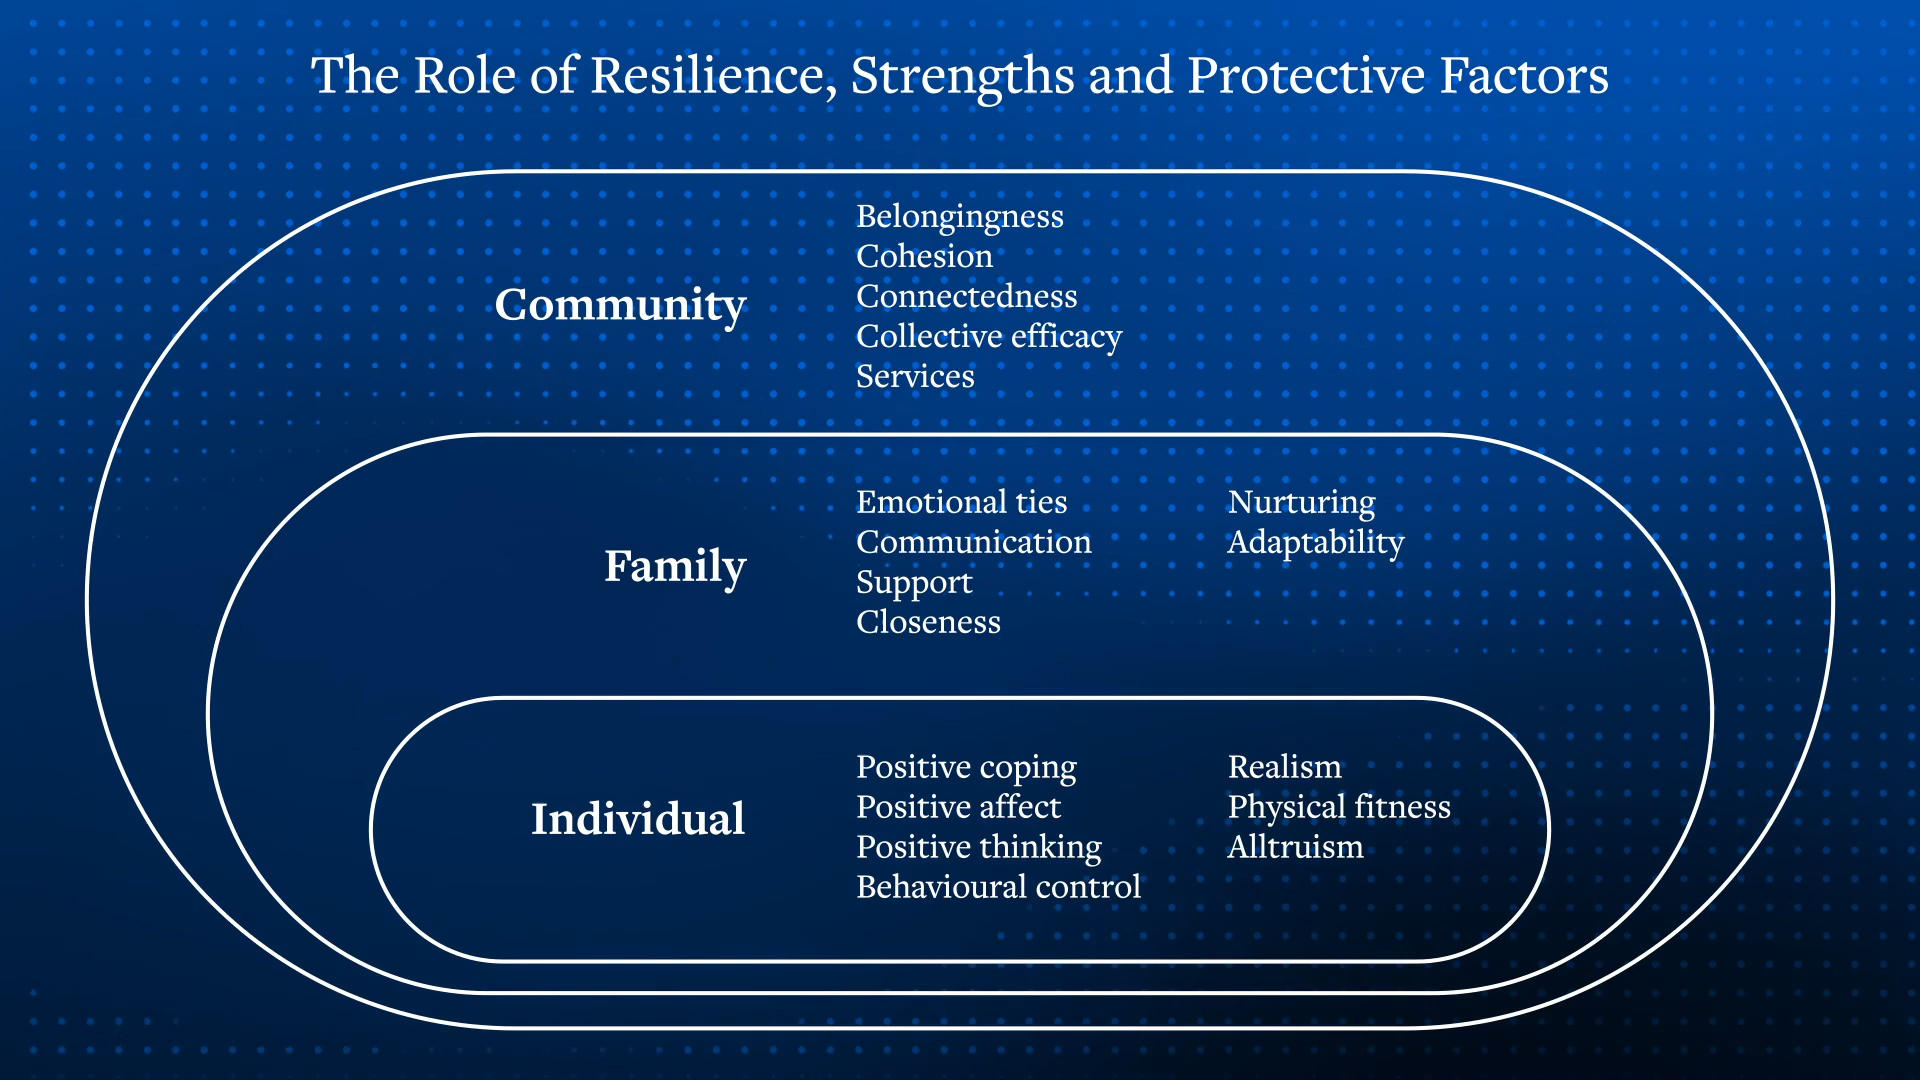 The Role of Resilience, Strengths and Protective Factors
Community
Belongingness
Cohesion
Connectedness
Collective efficacy
Services
Family
Emotional ties
Communication
Support
Closeness
Nurturing
Adaptability
Individual
Positive coping
Positive affect
Positive thinking
Behavioural control
Realism
Physical fitness
Alltruism